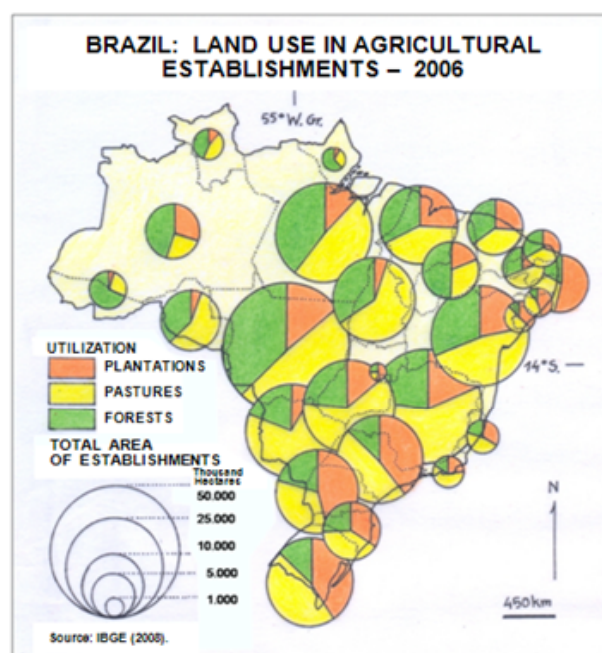 BRAZIL: LAND USE IN AGRICULTURAL
ESTABLISHMENTS – 2006
55° W. Gr.
UTILIZATION
PLANTATIONS
PASTURES
FORESTS
14°S.
TOTAL AREA
OF ESTABLISHMENTS
Thousand
Hectares
50.000
25.000
10.000
5.000
1.000
N
450km
Source: IBGE (2008).